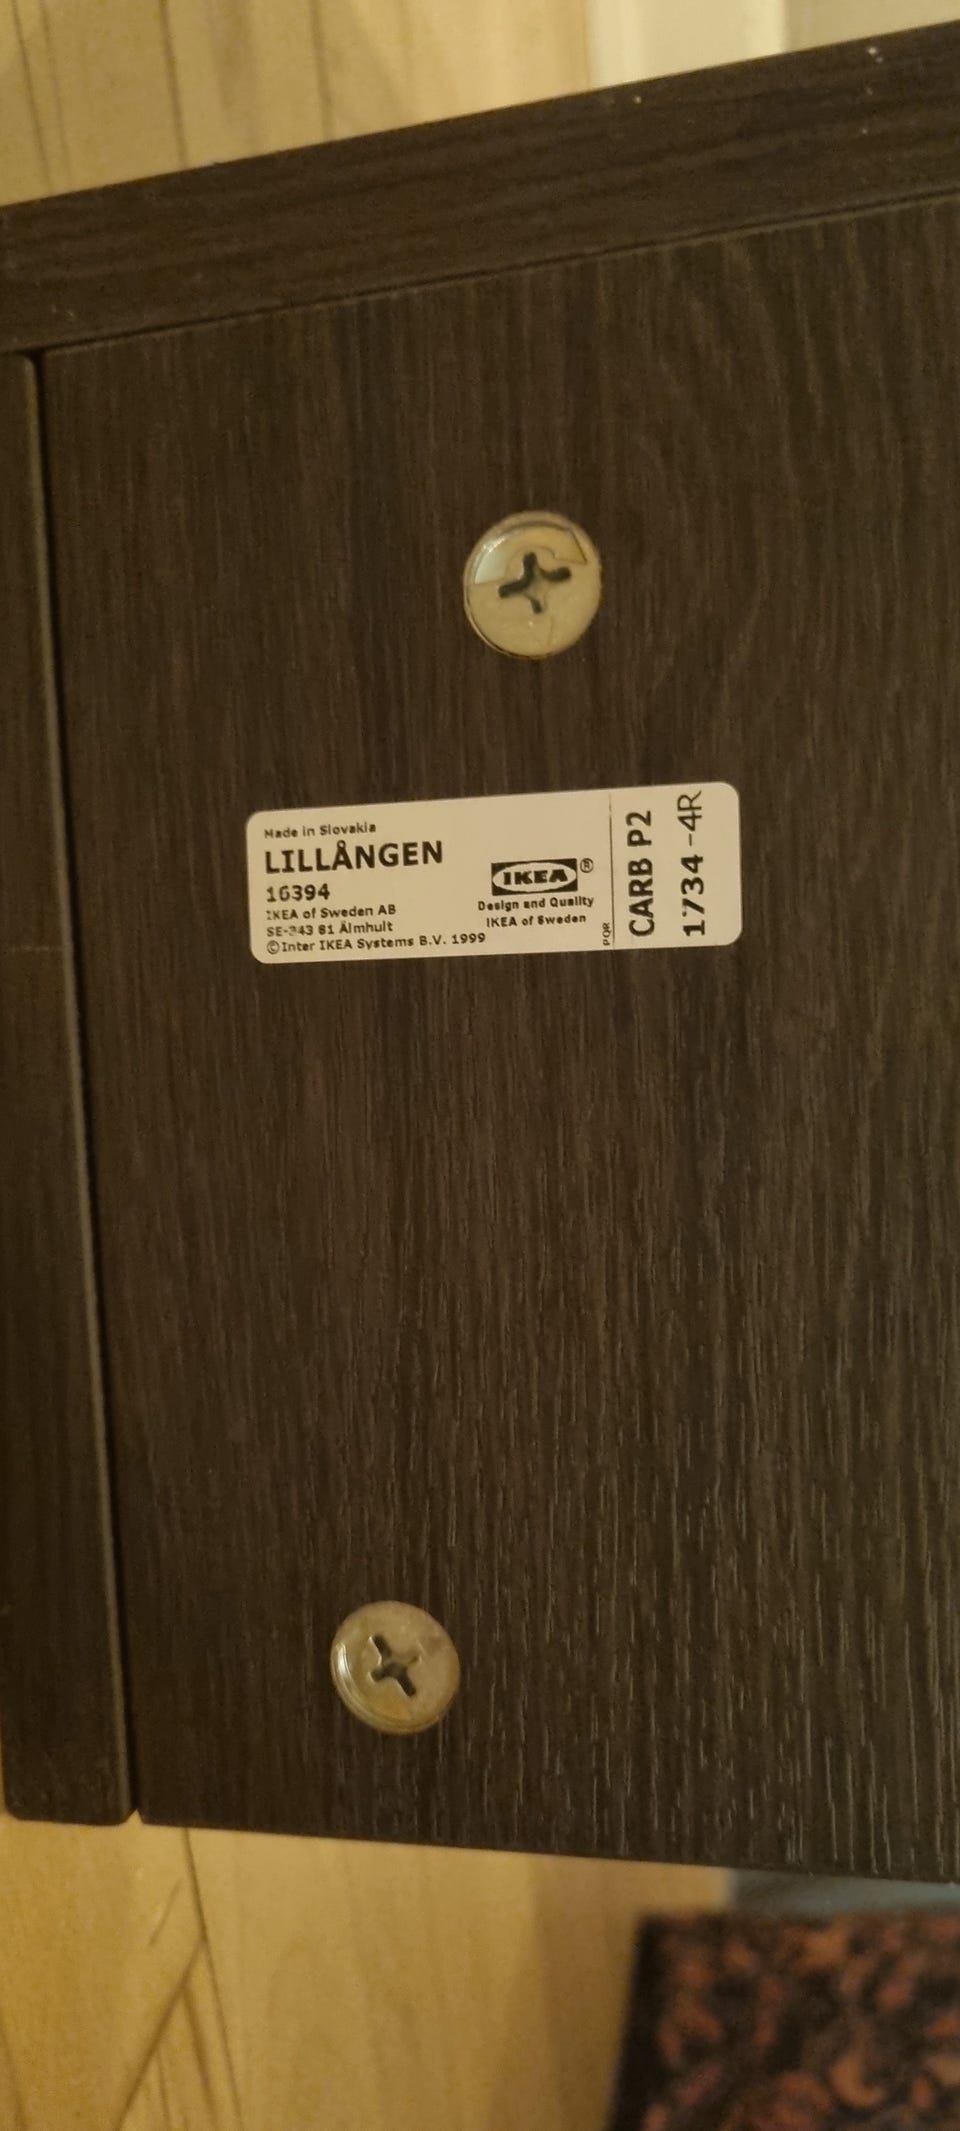 Made in Slovakia
LILLÅNGEN
16394
IKEA of Sweden AB
SE-343 81 Älmhult
©Inter IKEA Systems B.V. 1999
IKEA®
Design and Quality
IKEA of Sweden
PQR
CARB P2
1734-4R